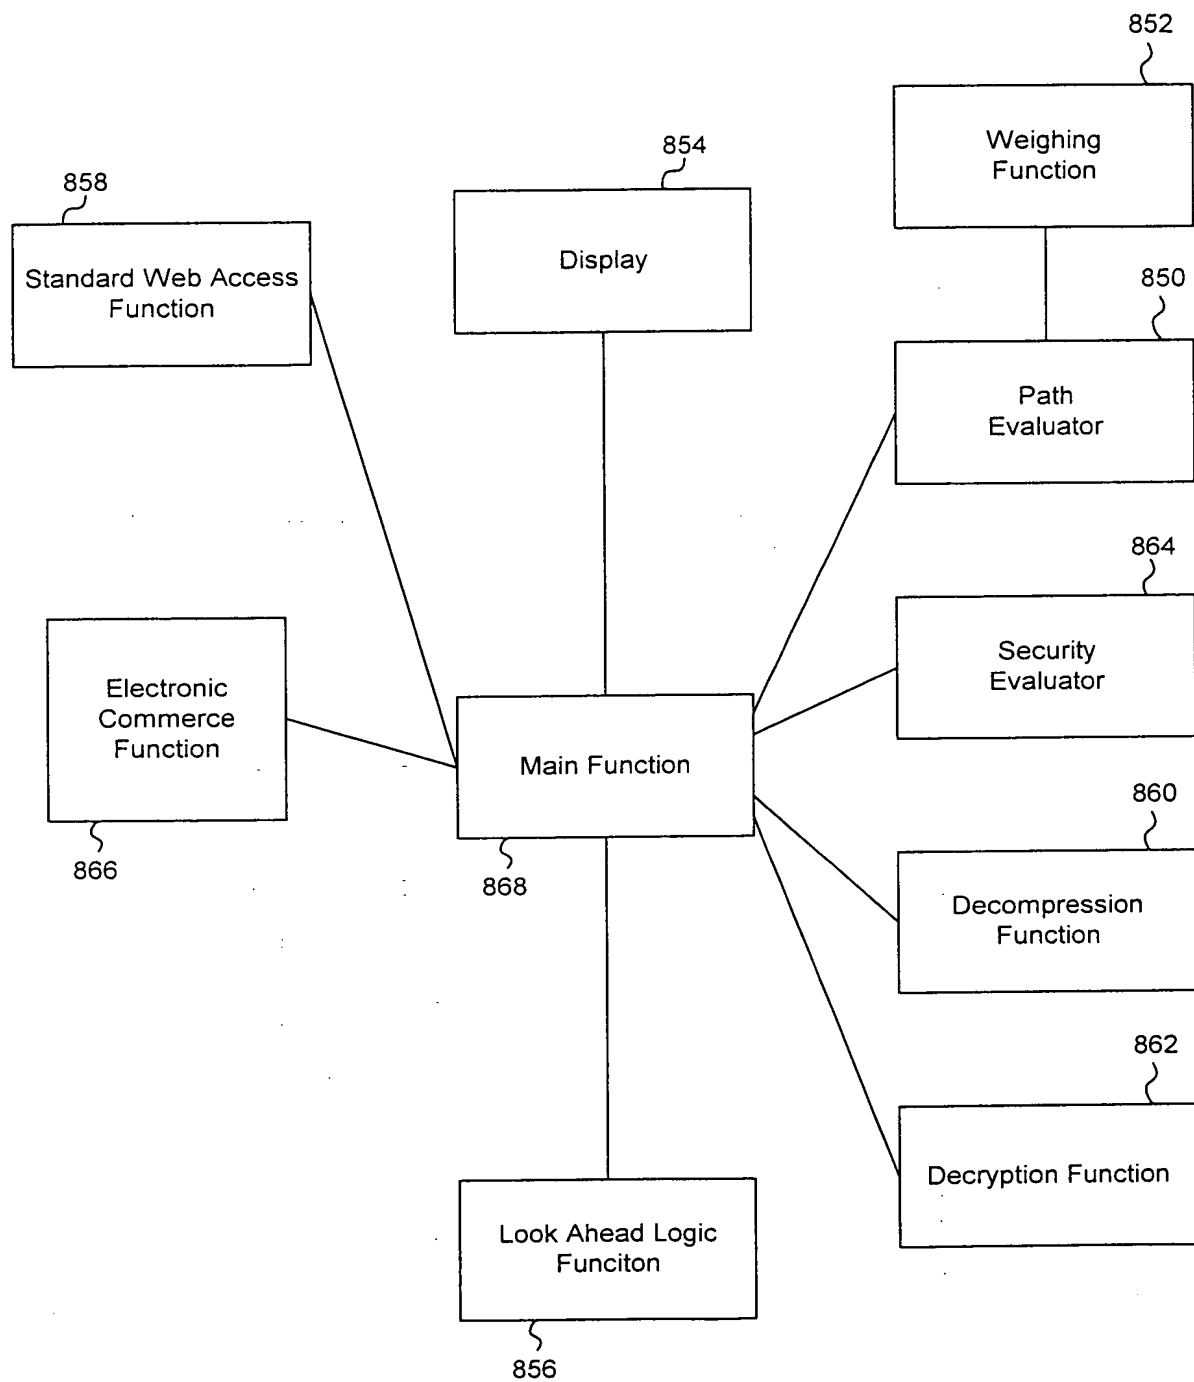 852
Weighing
Function
854
858
Display
Standard Web Access
Function
850
Path
Evaluator
864
Security
Evaluator
Electronic
Commerce
Function
Main Function
866
868
860
Decompression
Function
862
Decryption Function
Look Ahead Logic
Funciton
856